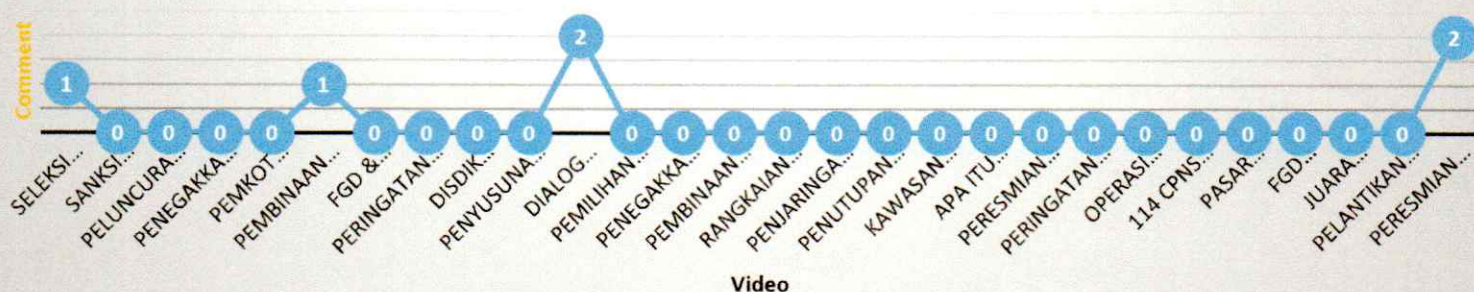 Comment
1 0 0 0 0 1 0 0 0 0 2 0 0 0 0 0 0 0 0 0 0 0 0 0 0 0 0 2
SELEKSI...
SANKSI...
PELUNCURA...
PENEGAKKA...
PEMKOT...
PEMBINAAN...
FGD &...
PERINGATAN...
DISDIK...
PENYUSUNA...
DIALOG...
PEMILIHAN...
PENEGAKKA...
PEMBINAAN...
RANGKAIAN...
PENJARINGA...
PENUTUPAN...
KAWASAN...
APA ITU...
PERESMIAN...
PERINGATAN...
OPERASI...
114 CPNS...
PASAR...
FGD...
JUARA...
PELANTIKAN...
PERESMIAN...
Video